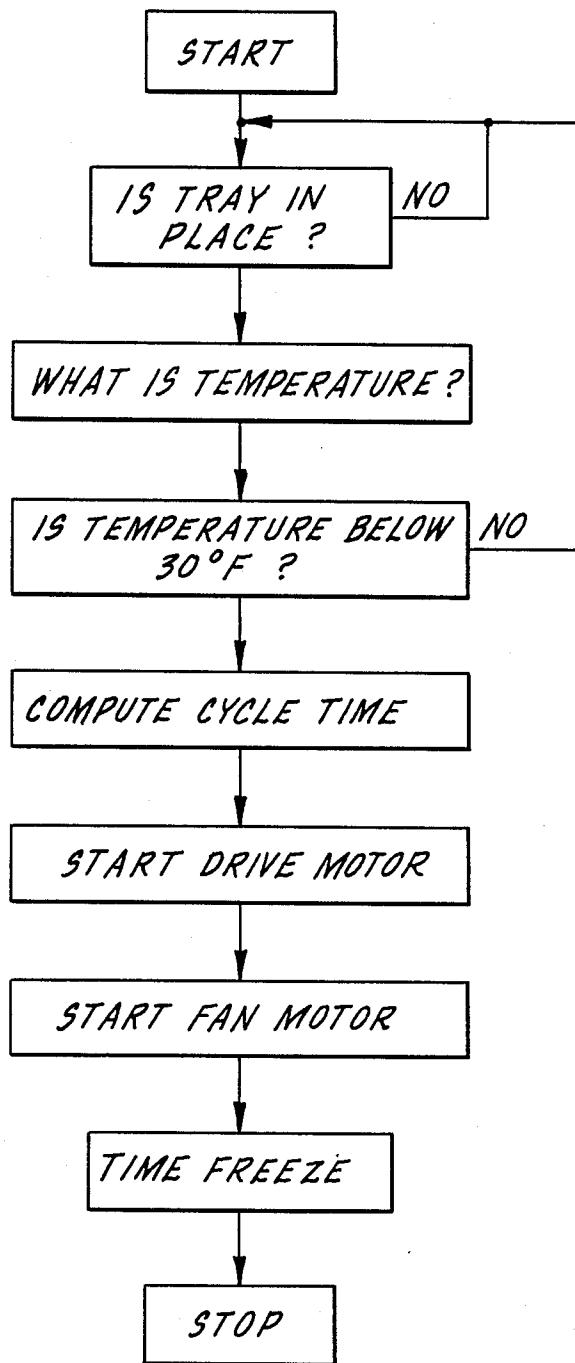 START
IS TRAY IN
PLACE ?
NO
WHAT IS TEMPERATURE?
IS TEMPERATURE BELOW
30°F ?
NO
COMPUTE CYCLE TIME
START DRIVE MOTOR
START FAN MOTOR
TIME FREEZE
STOP